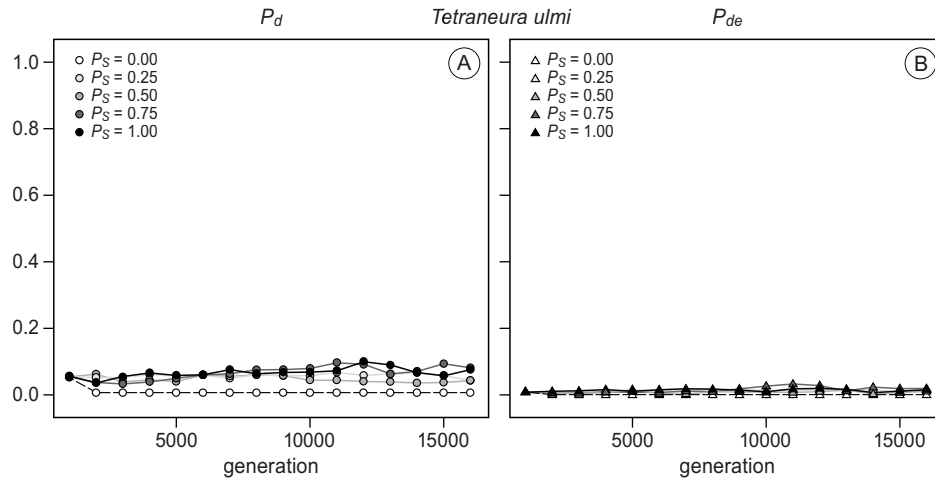 P_d Tetraneura ulmi P_de
A
P_S = 0.00
P_S = 0.25
P_S = 0.50
P_S = 0.75
P_S = 1.00
B
P_S = 0.00
P_S = 0.25
P_S = 0.50
P_S = 0.75
P_S = 1.00
1.0
0.8
0.6
0.4
0.2
0.0
5000 10000 15000
5000 10000 15000
generation
generation